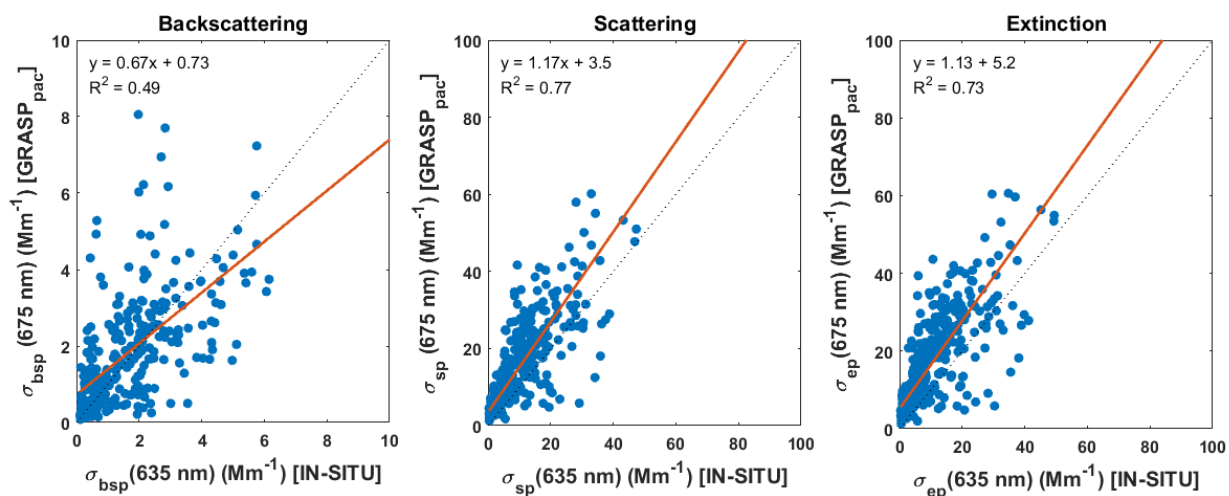 Backscattering
y = 0.67x + 0.73
R² = 0.49
σbsp (675 nm) (Mm⁻¹) [GRASPpac]
10
8
6
4
2
0
0 2 4 6 8 10
σbsp(635 nm) (Mm⁻¹) [IN-SITU]
Scattering
y = 1.17x + 3.5
R² = 0.77
σsp (675 nm) (Mm⁻¹) [GRASPpac]
100
80
60
40
20
0
0 20 40 60 80 100
σsp(635 nm) (Mm⁻¹) [IN-SITU]
Extinction
y = 1.13 + 5.2
R² = 0.73
σep(675 nm) (Mm⁻¹) [GRASPpac]
100
80
60
40
20
0
0 20 40 60 80 100
σep(635 nm) (Mm⁻¹) [IN-SITU]